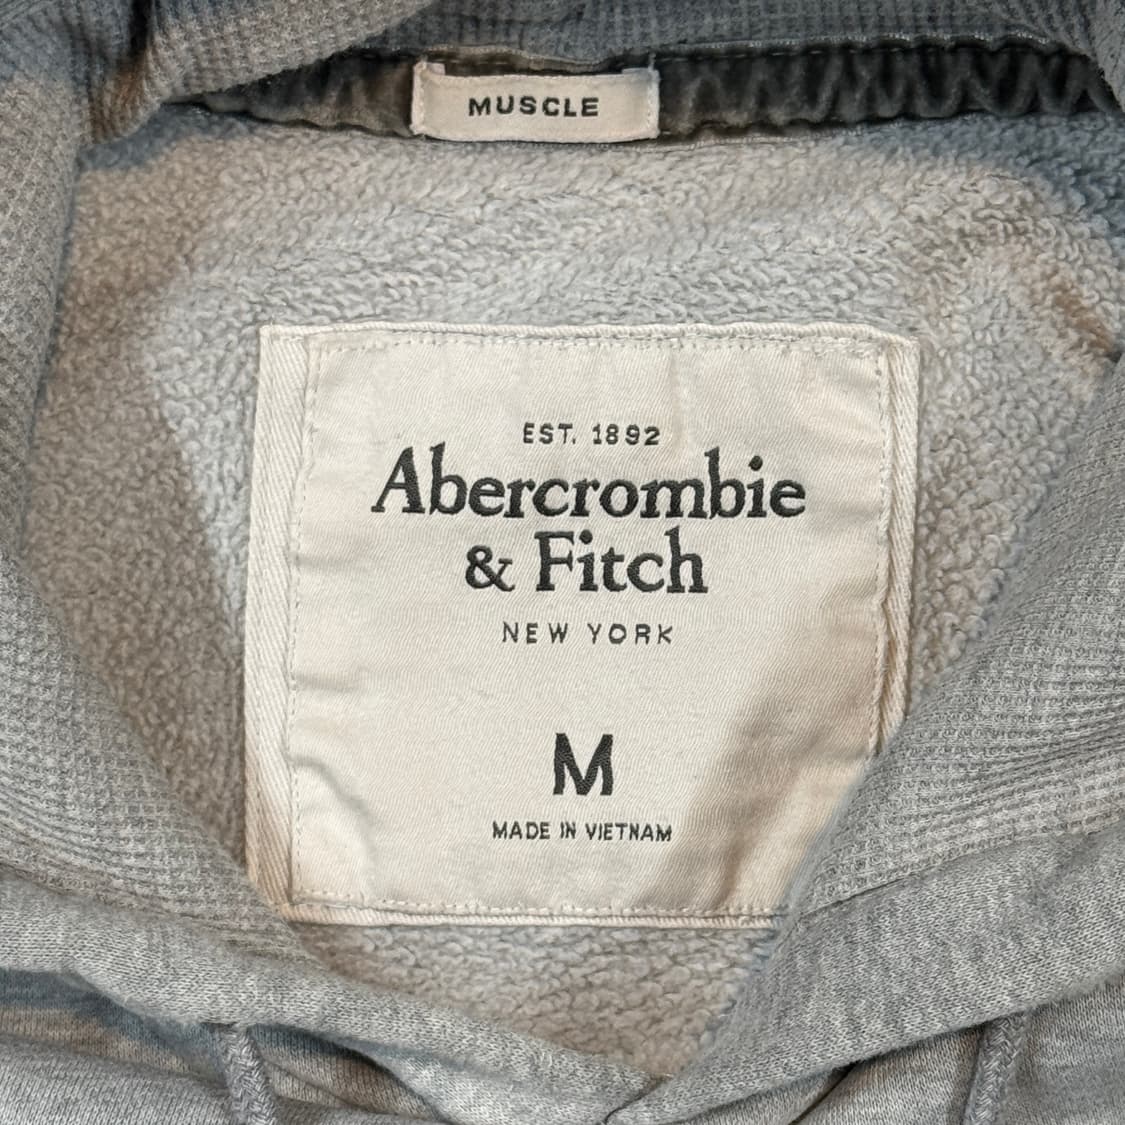 MUSCLE
EST. 1892
Abercrombie
& Fitch
NEW YORK
M
MADE IN VIETNAM